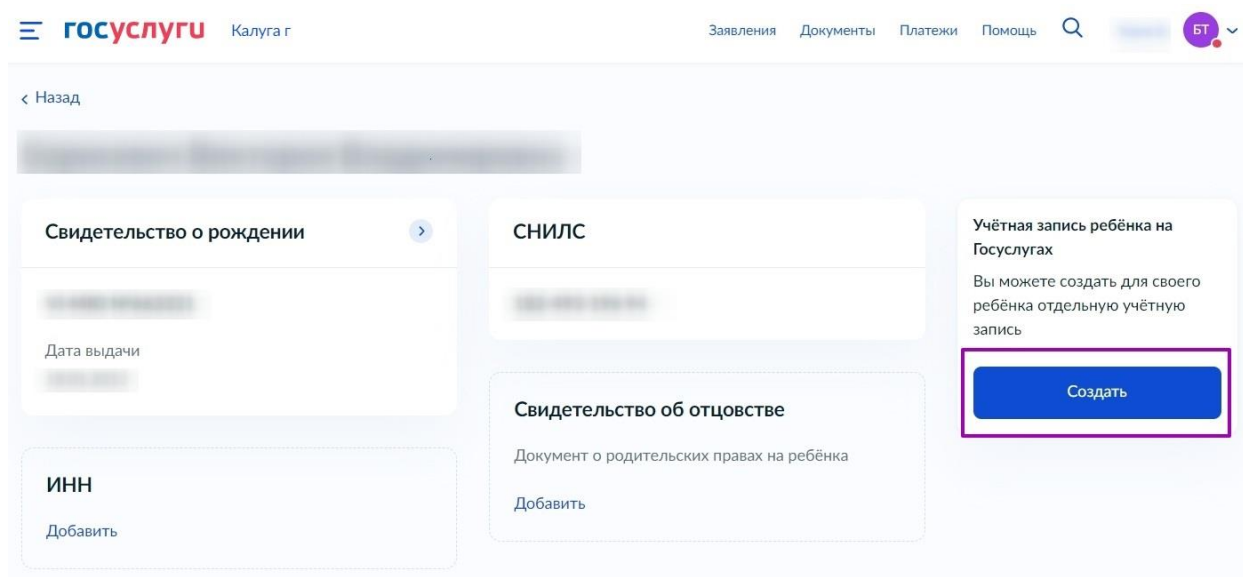 госуслуги Калуга г Заявления Документы Платежи Помощь БТ
Назад
Свидетельство о рождении
Дата выдачи
ИНН
Добавить
СНИЛС
Свидетельство об отцовстве
Документ о родительских правах на ребёнка
Добавить
Учётная запись ребёнка на
Госуслугах
Вы можете создать для своего
ребёнка отдельную учётную
запись
Создать